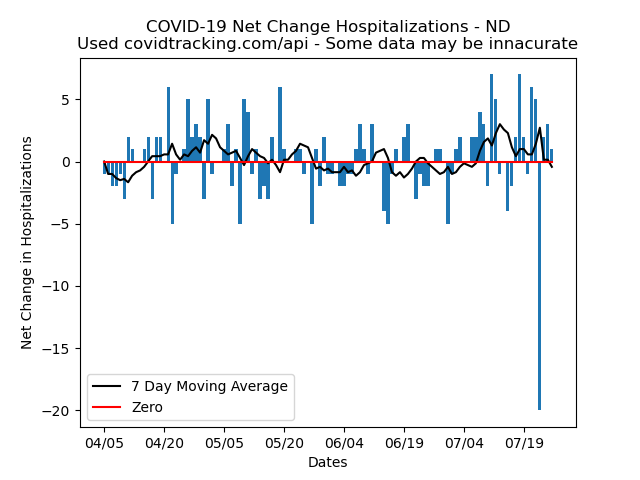 COVID-19 Net Change Hospitalizations - ND
Used covidtracking.com/api - Some data may be innacurate
Net Change in Hospitalizations
5
0
−5
−10
−15
−20
7 Day Moving Average
Zero
04/05 04/20 05/05 05/20 06/04 06/19 07/04 07/19
Dates